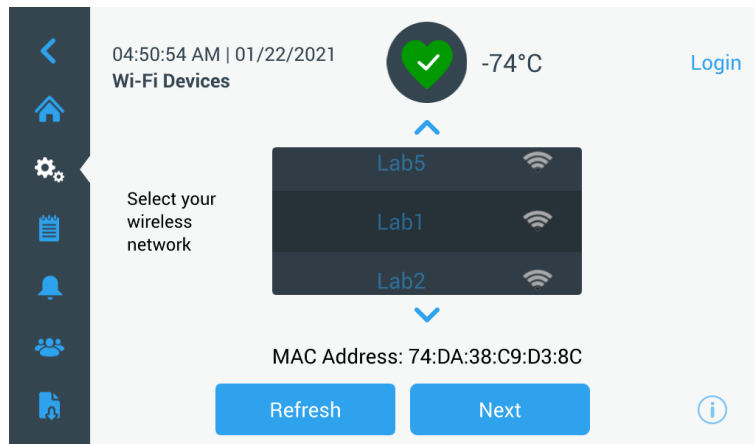 04:50:54 AM | 01/22/2021
Wi-Fi Devices
-74°C
Login
Select your
wireless
network
Lab5
Lab1
Lab2
MAC Address: 74:DA:38:C9:D3:8C
Refresh
Next